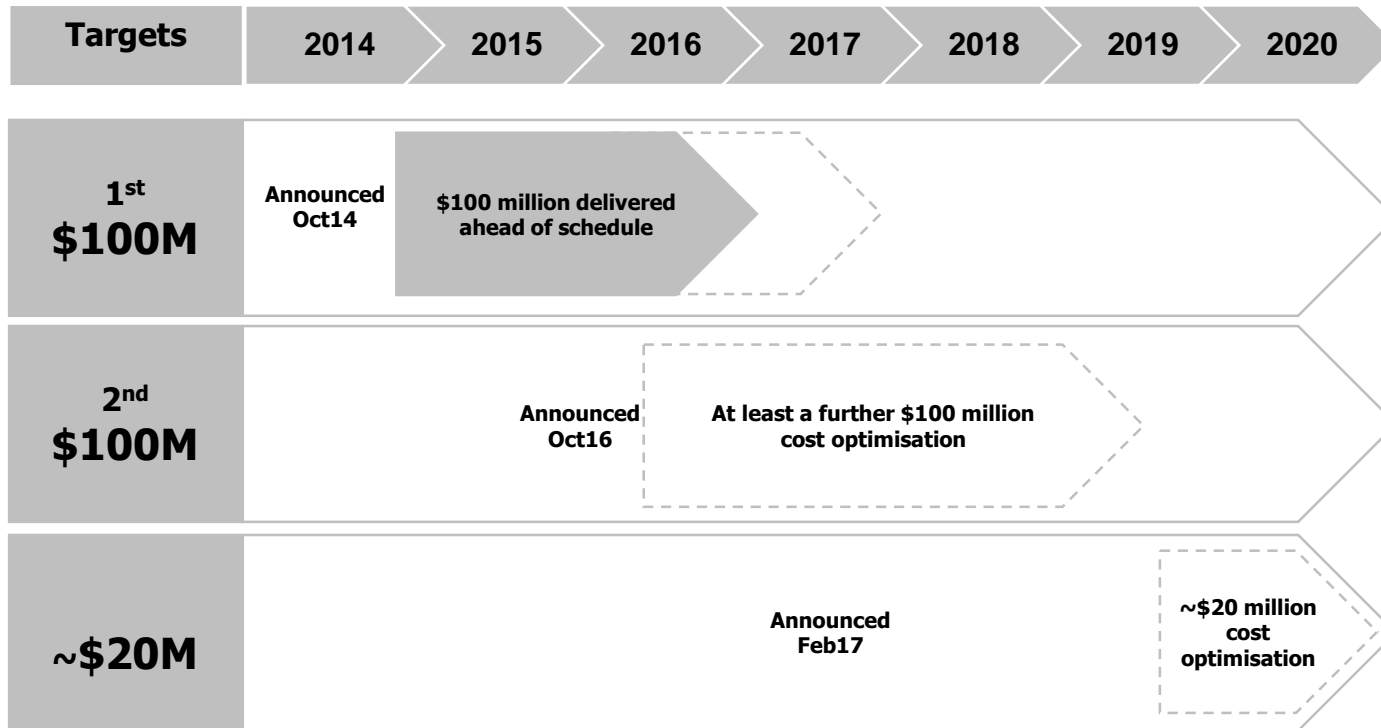 Targets
2014
2015
2016
2017
2018
2019
2020
1st
$100M
Announced
Oct14
$100 million delivered
ahead of schedule
2nd
$100M
Announced
Oct16
At least a further $100 million
cost optimisation
~$20M
Announced
Feb17
~$20 million
cost
optimisation